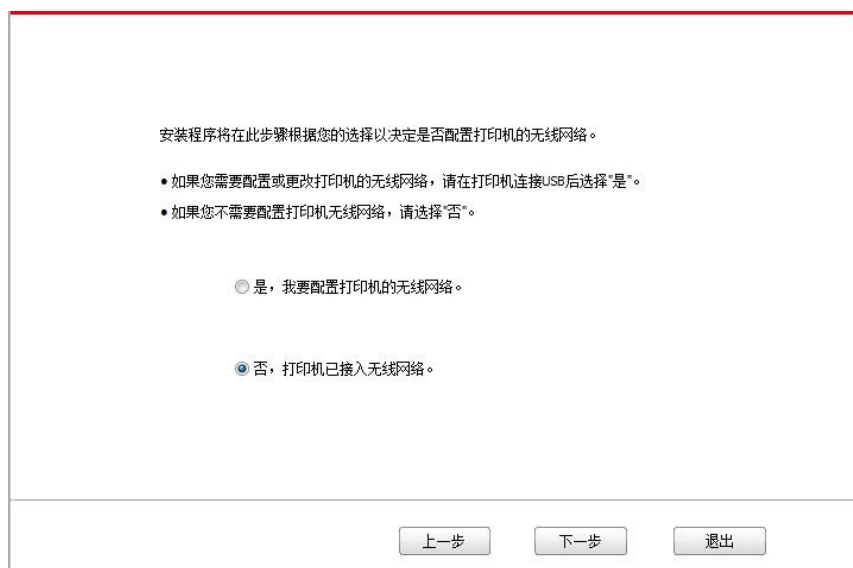 安装程序将在此步骤根据您的选择以决定是否配置打印机的无线网络。
•如果您需要配置或更改打印机的无线网络，请在打印机连接USB后选择"是"。
•如果您不需要配置打印机无线网络，请选择"否"。
是，我要配置打印机的无线网络。
否，打印机已接入无线网络。
上一步 下一步 退出